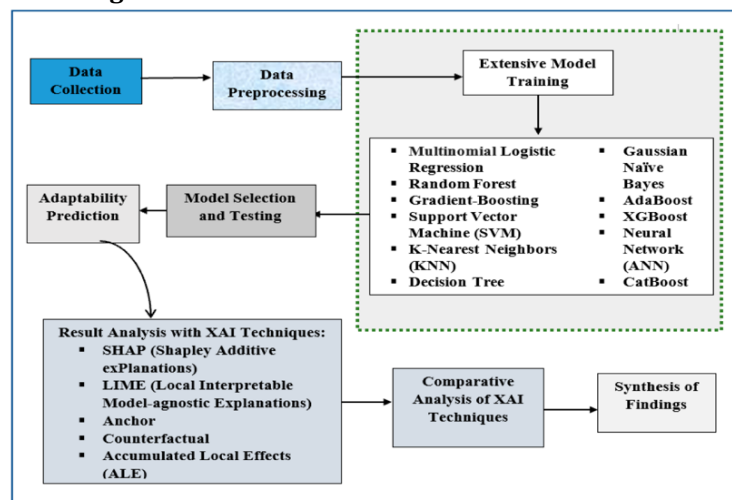 Data
Collection
Data
Preprocessing
Extensive Model
Training
▪ Multinomial Logistic
Regression
▪ Random Forest
▪ Gradient-Boosting
▪ Support Vector
Machine (SVM)
▪ K-Nearest Neighbors
(KNN)
▪ Decision Tree
▪ Gaussian
Naïve
Bayes
▪ AdaBoost
▪ XGBoost
▪ Neural
Network
(ANN)
▪ CatBoost
Model Selection
and Testing
Adaptability
Prediction
Result Analysis with XAI Techniques:
▪ SHAP (Shapley Additive
exPlanations)
▪ LIME (Local Interpretable
Model-agnostic Explanations)
▪ Anchor
▪ Counterfactual
▪ Accumulated Local Effects
(ALE)
Comparative
Analysis of XAI
Techniques
Synthesis of
Findings